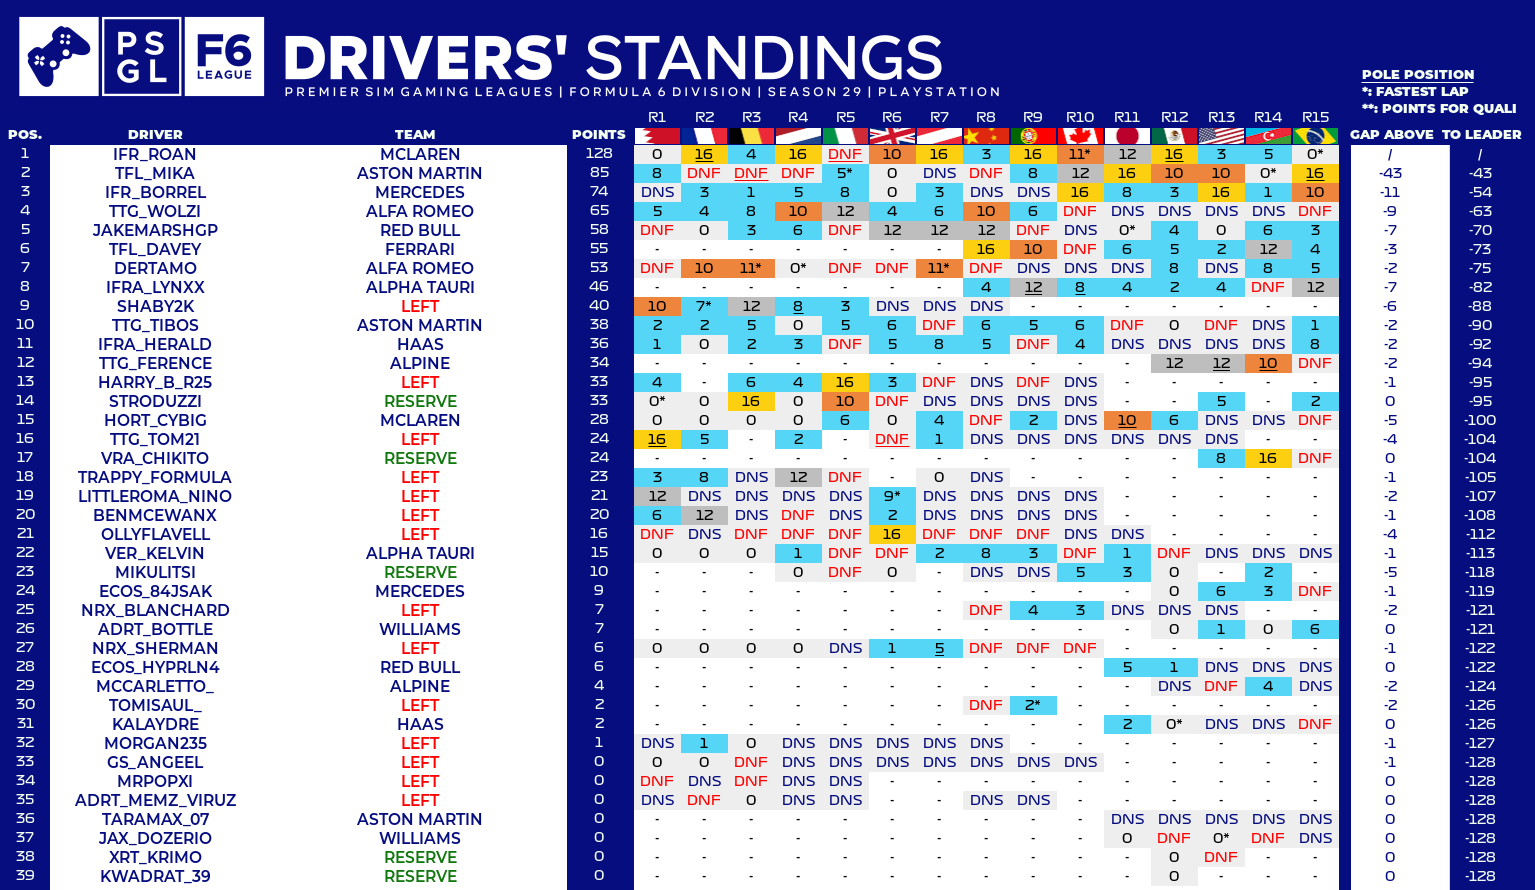 PS
GL
F6
LEAGUE
DRIVERS' STANDINGS
PREMIER SIM GAMING LEAGUES | FORMULA 6 DIVISION | SEASON 29 | PLAYSTATION
POLE POSITION
*: FASTEST LAP
**: POINTS FOR QUALI
POS. DRIVER TEAM POINTS R1 R2 R3 R4 R5 R6 R7 R8 R9 R10 R11 R12 R13 R14 R15 GAP ABOVE TO LEADER
1 IFR_ROAN MCLAREN 128 0 16 4 16 DNF 10 16 3 16 11* 12 16 3 5 0* / /
2 TFL_MIKA ASTON MARTIN 85 8 DNF DNF DNF 5* 0 DNS DNF 8 12 16 10 10 0* 16 -43 -43
3 IFR_BORREL MERCEDES 74 DNS 3 1 5 8 0 3 DNS DNS 16 8 3 16 1 10 -11 -54
4 TTG_WOLZI ALFA ROMEO 65 5 4 8 10 12 4 6 10 6 DNF DNS DNS DNS DNS DNF -9 -63
5 JAKEMARSHGP RED BULL 58 DNF 0 3 6 DNF 12 12 12 DNF DNS 0* 4 0 6 3 -7 -70
6 TFL_DAVEY FERRARI 55 - - - - - - - 16 10 DNF 6 5 2 12 4 -3 -73
7 DERTAMO ALFA ROMEO 53 DNF 10 11* 0* DNF DNF 11* DNF DNS DNS DNS 8 DNS 8 5 -2 -75
8 IFRA_LYNXX ALPHA TAURI 46 - - - - - - - 4 12 8 4 2 4 DNF 12 -7 -82
9 SHABY2K LEFT 40 10 7* 12 8 3 DNS DNS DNS - - - - - - - -6 -88
10 TTG_TIBOS ASTON MARTIN 38 2 2 5 0 5 6 DNF 6 5 6 DNF 0 DNF DNS 1 -2 -90
11 IFRA_HERALD HAAS 36 1 0 2 3 DNF 5 8 5 DNF 4 DNS DNS DNS DNS 8 -2 -92
12 TTG_FERENCE ALPINE 34 - - - - - - - - - - - 12 12 10 DNF -2 -94
13 HARRY_B_R25 LEFT 33 4 - 6 4 16 3 DNF DNS DNF DNS - - - - - -1 -95
14 STRODUZZI RESERVE 33 0* 0 16 0 10 DNF DNS DNS DNS DNS - - 5 - 2 0 -95
15 HORT_CYBIG MCLAREN 28 0 0 0 0 6 0 4 DNF 2 DNS 10 6 DNS DNS DNF -5 -100
16 TTG_TOM21 LEFT 24 16 5 - 2 - DNF 1 DNS DNS DNS DNS DNS DNS - - -4 -104
17 VRA_CHIKITO RESERVE 24 - - - - - - - - - - - - 8 16 DNF 0 -104
18 TRAPPY_FORMULA LEFT 23 3 8 DNS 12 DNF - 0 DNS - - - - - - - -1 -105
19 LITTLEROMA_NINO LEFT 21 12 DNS DNS DNS DNS 9* DNS DNS DNS DNS - - - - - -2 -107
20 BENMCEWANX LEFT 20 6 12 DNS DNF DNS 2 DNS DNS DNS DNS - - - - - -1 -108
21 OLLYFLAVELL LEFT 16 DNF DNS DNF DNF DNF 16 DNF DNF DNF DNS DNS - - - - -4 -112
22 VER_KELVIN ALPHA TAURI 15 0 0 0 1 DNF DNF 2 8 3 DNF 1 DNF DNS DNS DNS -1 -113
23 MIKULITSI RESERVE 10 - - - 0 DNF 0 - DNS DNS 5 3 0 - 2 - -5 -118
24 ECOS_84JSAK MERCEDES 9 - - - - - - - - - - - 0 6 3 DNF -1 -119
25 NRX_BLANCHARD LEFT 7 - - - - - - - DNF 4 3 DNS DNS DNS - - -2 -121
26 ADRT_BOTTLE WILLIAMS 7 - - - - - - - - - - - 0 1 0 6 0 -121
27 NRX_SHERMAN LEFT 6 0 0 0 0 DNS 1 5 DNF DNF DNF - - - - - -1 -122
28 ECOS_HYPRLN4 RED BULL 6 - - - - - - - - - - 5 1 DNS DNS DNS 0 -122
29 MCCARLETTO_ ALPINE 4 - - - - - - - - - - - DNS DNF 4 DNS -2 -124
30 TOMISAUL_ LEFT 2 - - - - - - - DNF 2* - - - - - - -2 -126
31 KALAYDRE HAAS 2 - - - - - - - - - - 2 0* DNS DNS DNF 0 -126
32 MORGAN235 LEFT 1 DNS 1 0 DNS DNS DNS DNS DNS - - - - - - - -1 -127
33 GS_ANGEEL LEFT 0 0 0 DNF DNS DNS DNS DNS DNS DNS DNS - - - - - -1 -128
34 MRPOPXI LEFT 0 DNF DNS DNF DNS DNS - - - - - - - - - - 0 -128
35 ADRT_MEMZ_VIRUZ LEFT 0 DNS DNF 0 DNS DNS - - DNS DNS - - - - - - 0 -128
36 TARAMAX_07 ASTON MARTIN 0 - - - - - - - - - - DNS DNS DNS DNS DNS 0 -128
37 JAX_DOZERIO WILLIAMS 0 - - - - - - - - - - 0 DNF 0* DNF DNS 0 -128
38 XRT_KRIMO RESERVE 0 - - - - - - - - - - - 0 DNF - - 0 -128
39 KWADRAT_39 RESERVE 0 - - - - - - - - - - - 0 - - - 0 -128